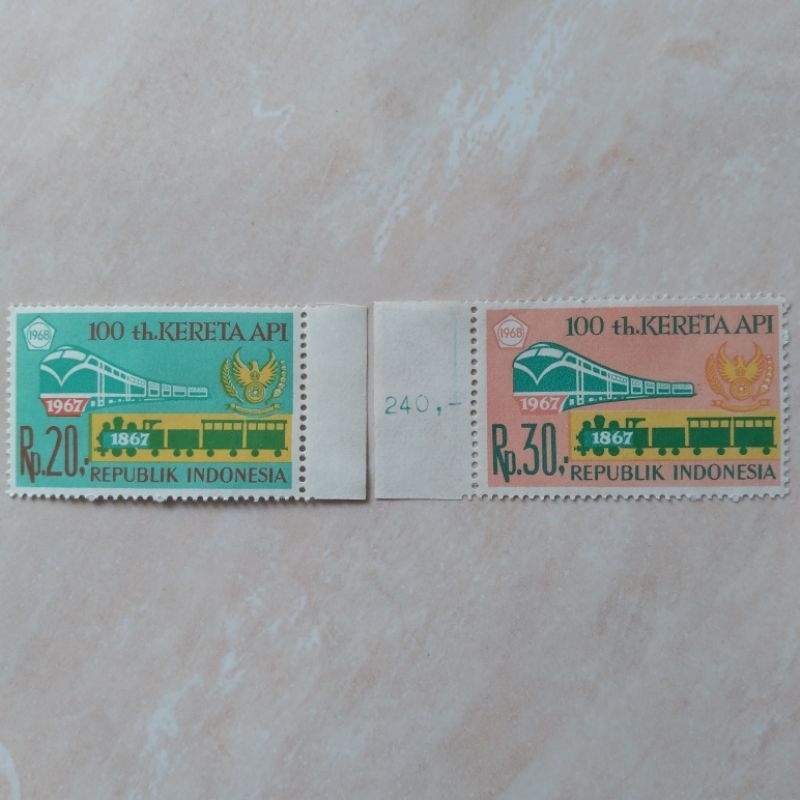 1968
100 th. KERETA API
1967
1867
Rp.20,-
REPUBLIK INDONESIA
240,-
1968
100 th. KERETA API
1967
1867
Rp.30,-
REPUBLIK INDONESIA